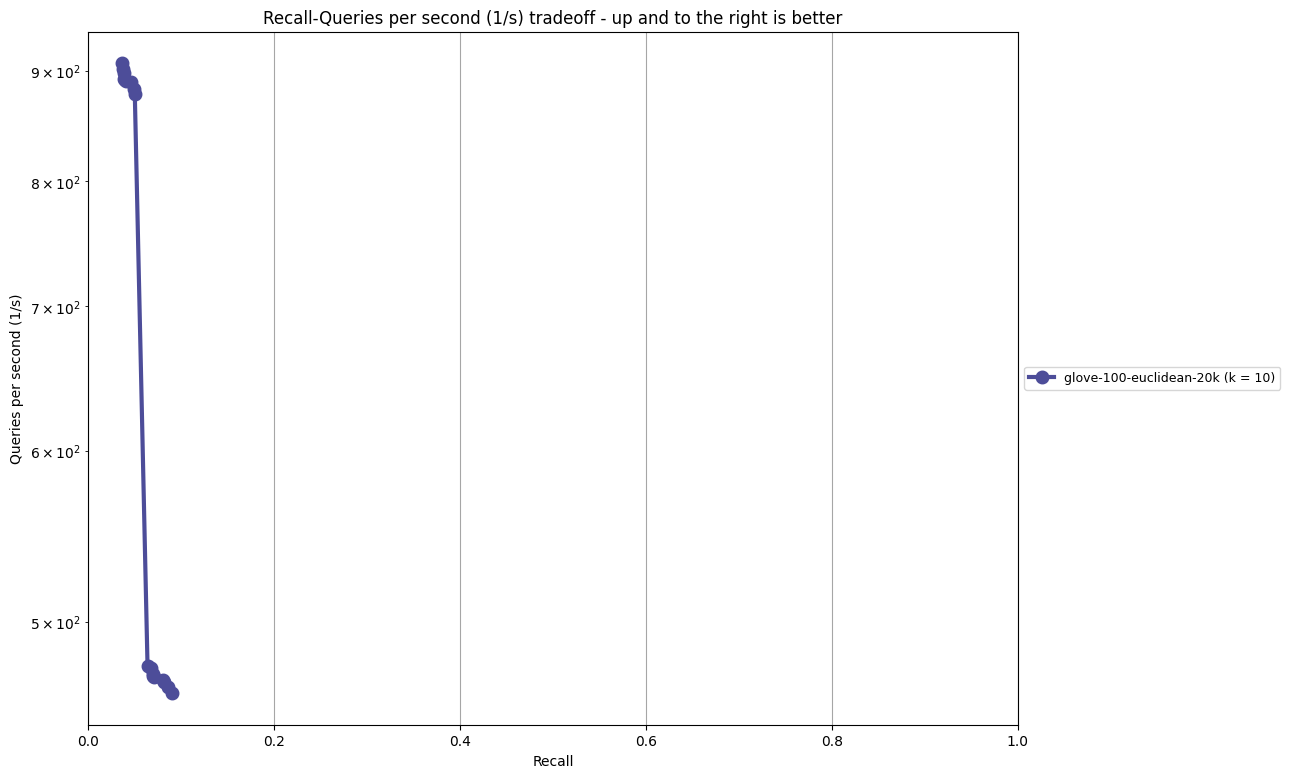 Recall-Queries per second (1/s) tradeoff - up and to the right is better
Queries per second (1/s)
9 × 10²
8 × 10²
7 × 10²
6 × 10²
5 × 10²
0.0 0.2 0.4 0.6 0.8 1.0
Recall
glove-100-euclidean-20k (k = 10)